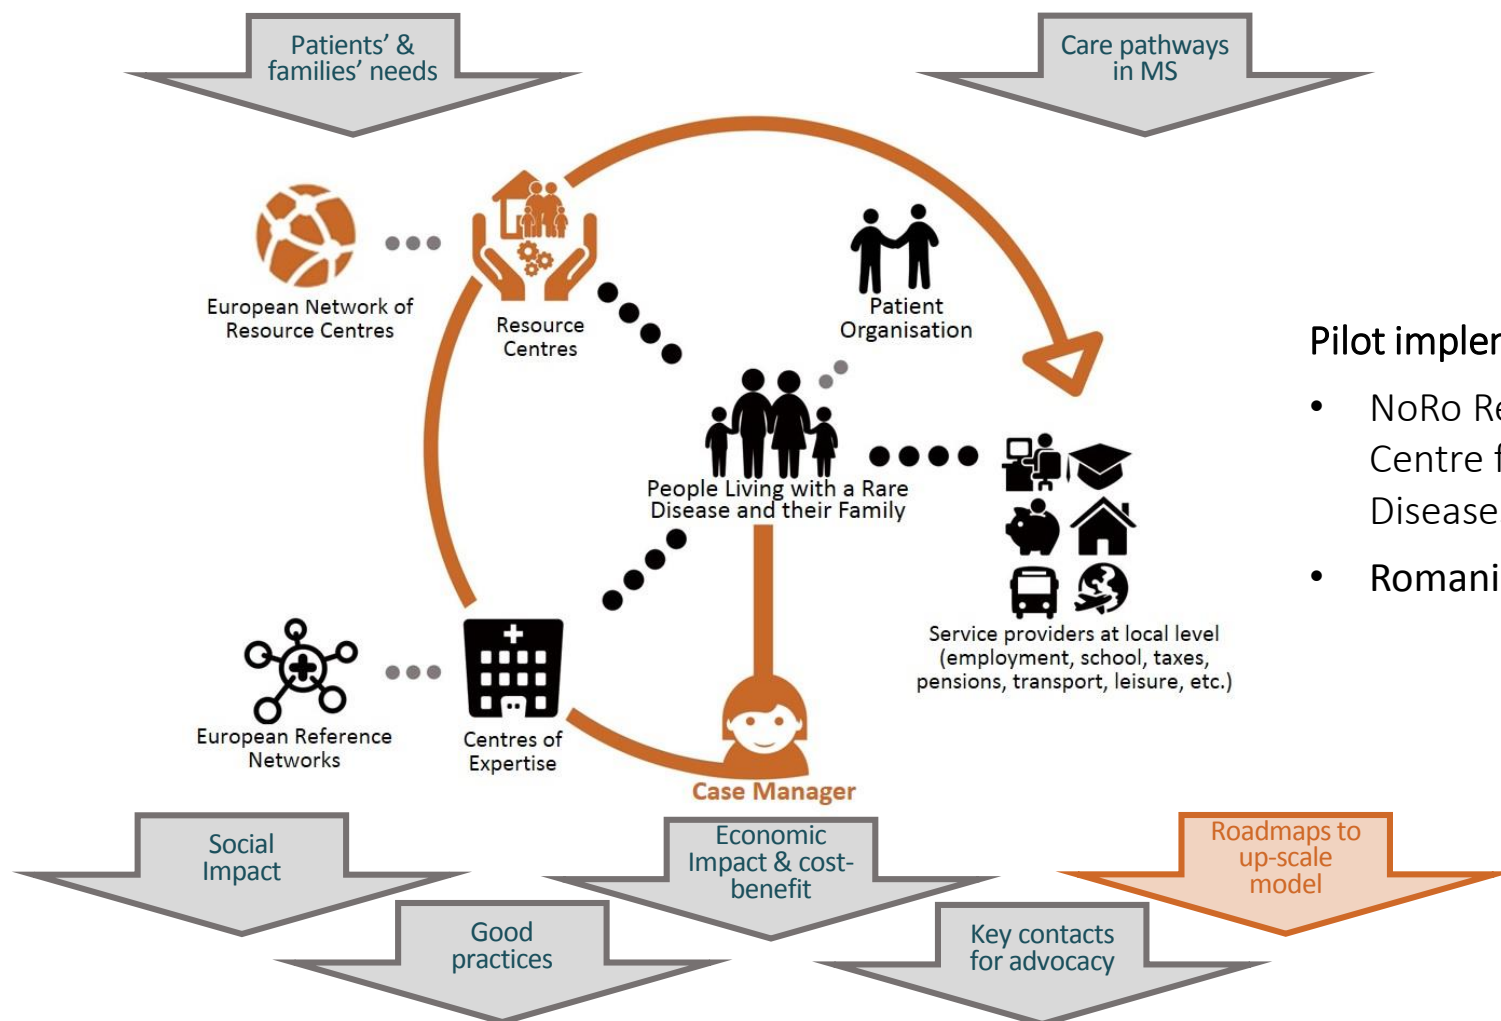 Patients’ &
families’ needs
Care pathways
in MS
European Network of
Resource Centres
Resource
Centres
Patient
Organisation
People Living with a Rare
Disease and their Family
Service providers at local level
(employment, school, taxes,
pensions, transport, leisure, etc.)
European Reference
Networks
Centres of
Expertise
Case Manager
Pilot
• NoRo
Centre
Disease
•
Social
Impact
Economic
Impact & cost-
benefit
Roadmaps to
up-scale
model
Good
practices
Key contacts
for advocacy